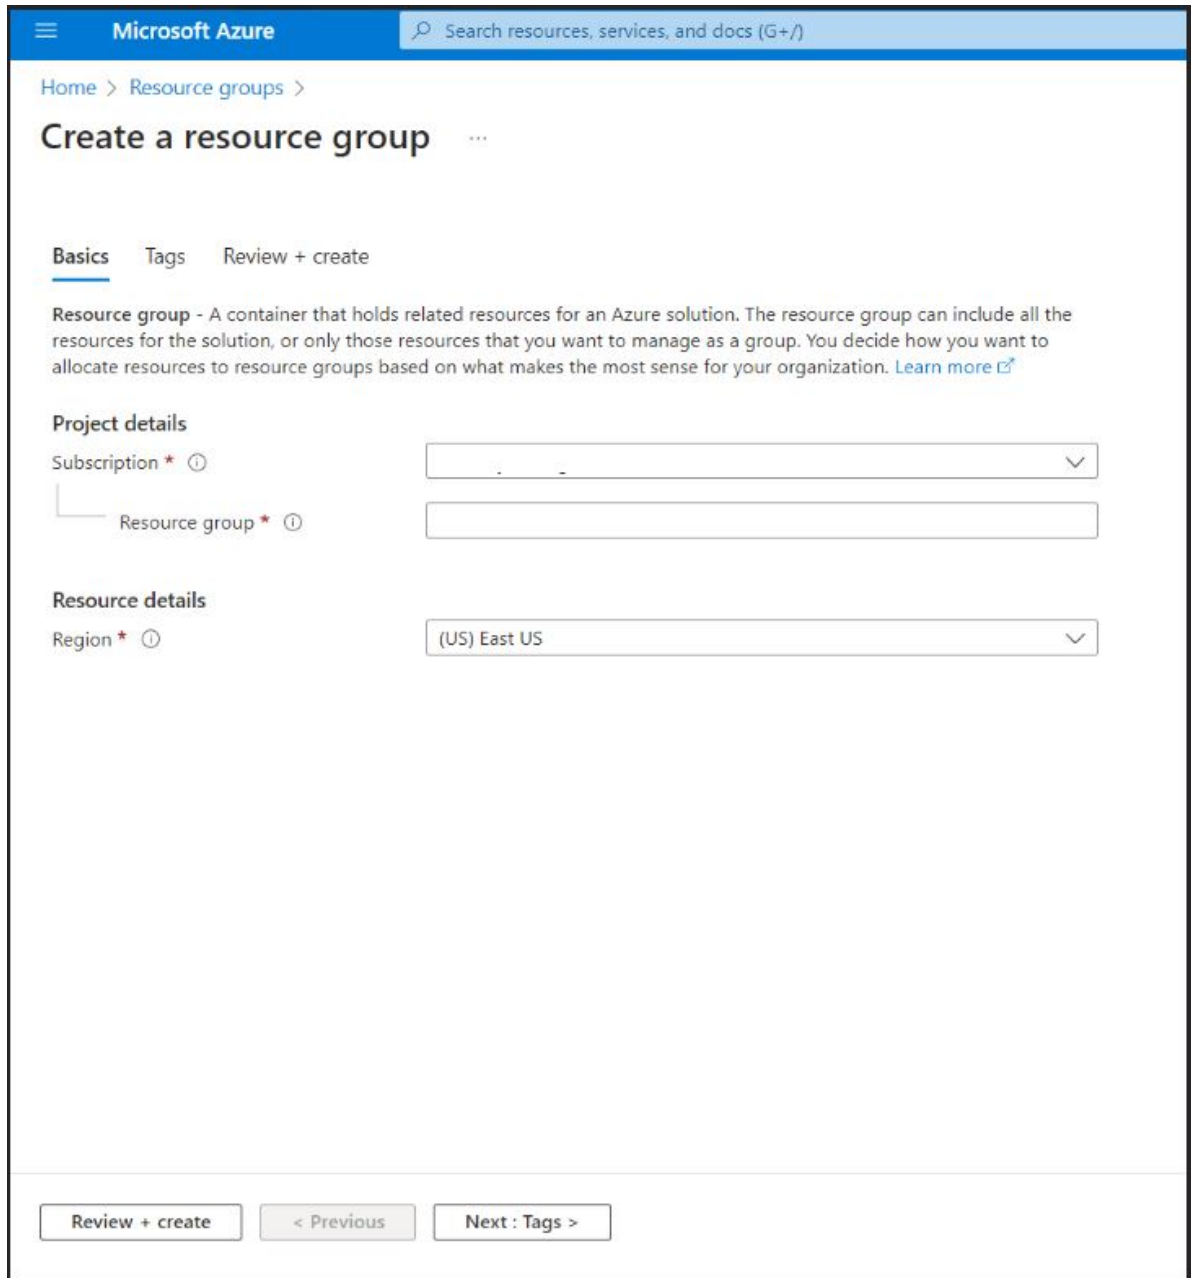 Microsoft Azure
Search resources, services, and docs (G+/)
Home > Resource groups >
Create a resource group ...
Basics Tags Review + create
Resource group - A container that holds related resources for an Azure solution. The resource group can include all the
resources for the solution, or only those resources that you want to manage as a group. You decide how you want to
allocate resources to resource groups based on what makes the most sense for your organization. Learn more
Project details
Subscription *
Resource group *
Resource details
Region *
(US) East US
Review + create
< Previous
Next : Tags >